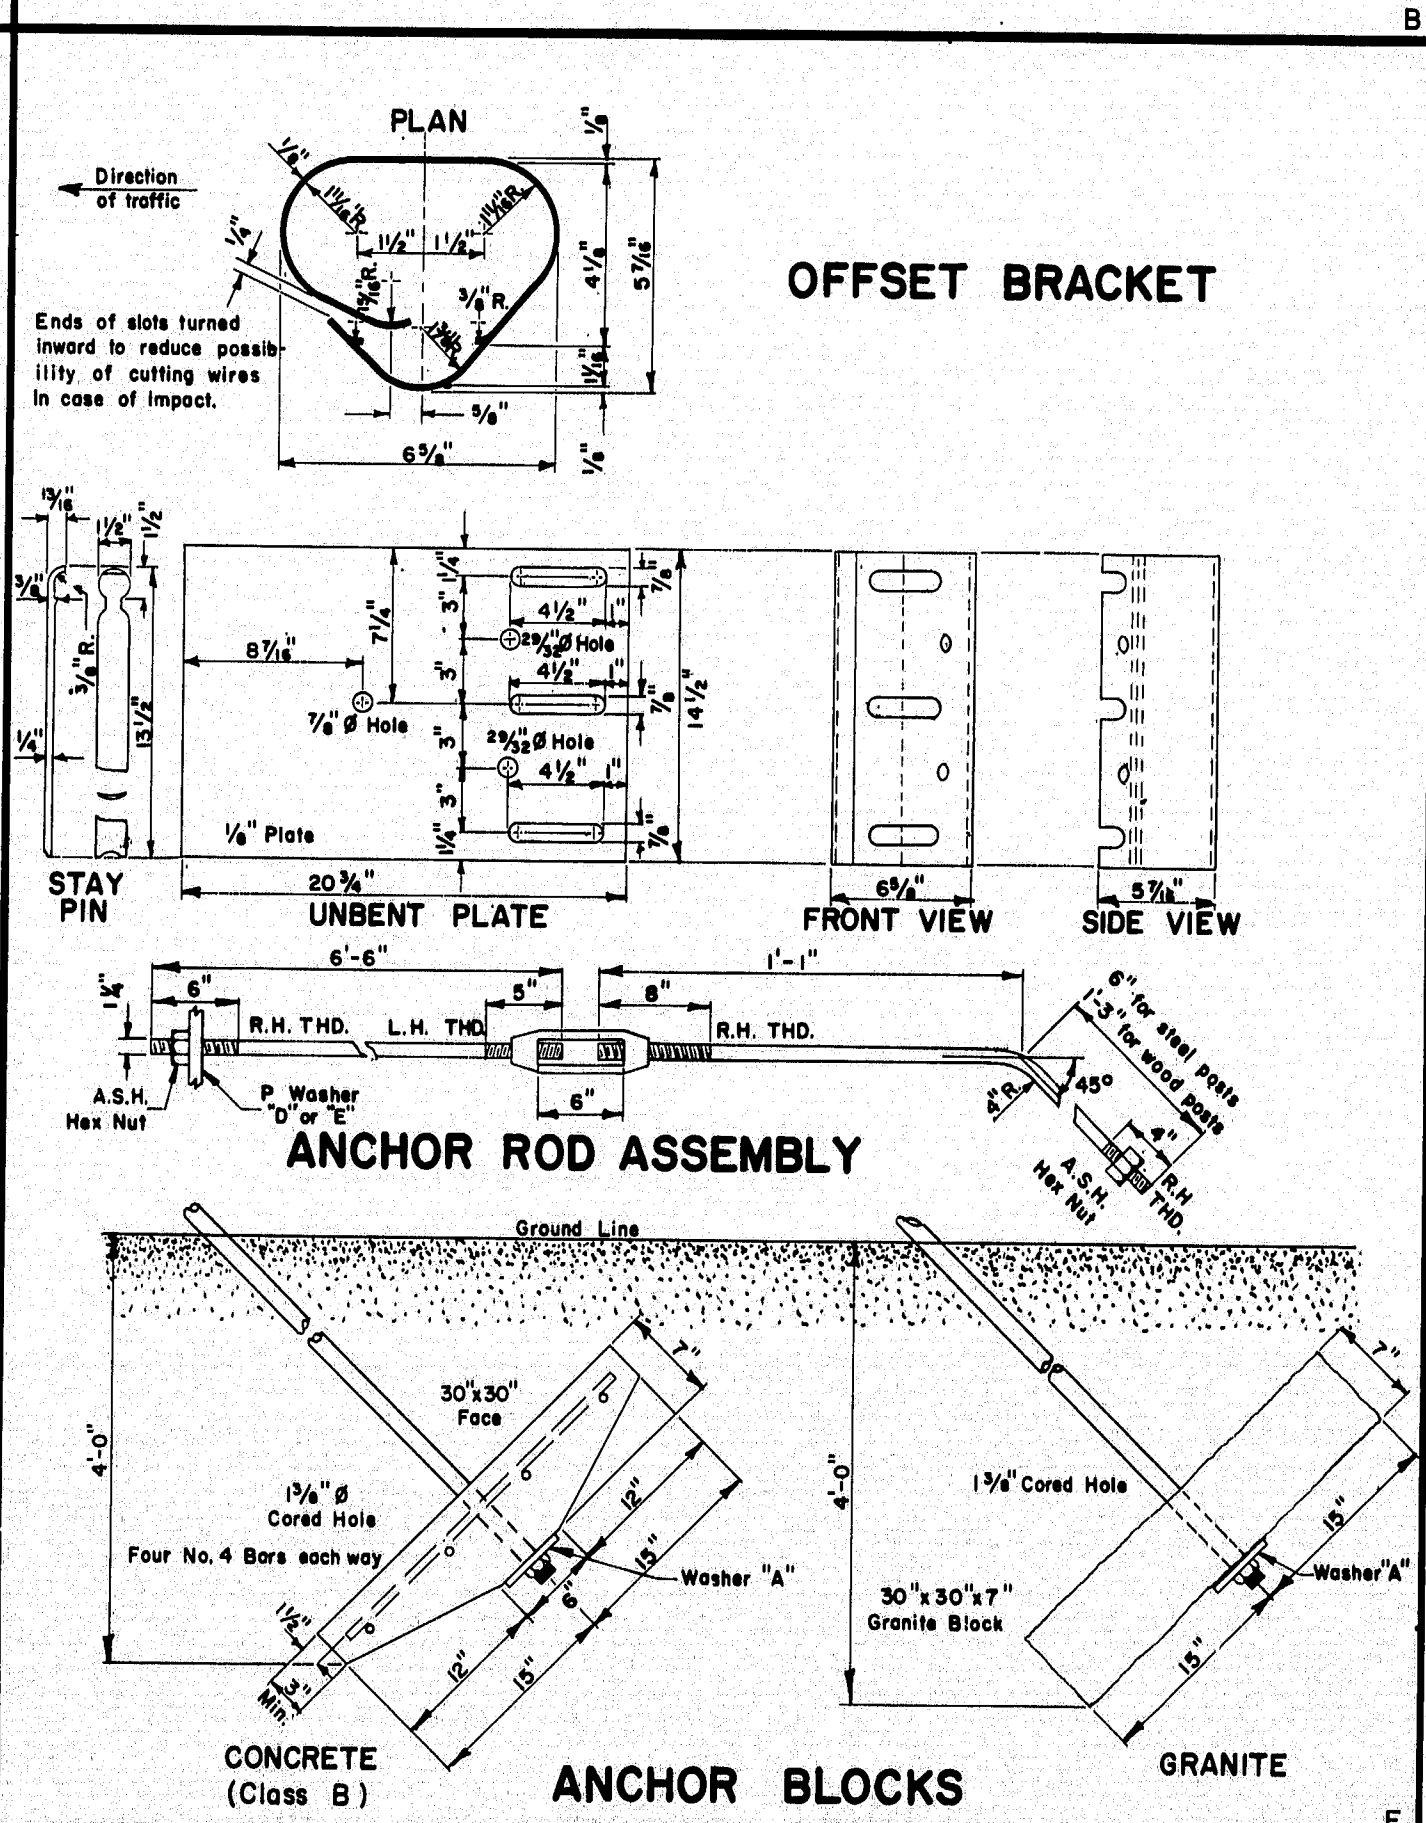 B
PLAN
Direction
of traffic
1/8"
1/8"
1 11/16" R.
1 11/16" R.
1/4"
1 1/2" 1 1/2"
4 1/8"
5 7/16"
15/16" R.
3/8" R.
OFFSET BRACKET
Ends of slots turned
inward to reduce possib-
ility of cutting wires
in case of impact.
1 1/16"
5/8"
6 5/8"
1/8"
13/16"
1 1/2"
1 1/2"
3/8"
3/8" R.
13 1/2"
1/4"
STAY
PIN
8 7/16"
7 1/4"
1 1/4"
3"
3"
3"
3"
1 1/4"
7/8" Ø Hole
4 1/2" 1"
29/32" Ø Hole
4 1/2" 1"
29/32" Ø Hole
4 1/2" 1"
7/8"
7/8"
7/8"
14 1/2"
1/8" Plate
20 3/4"
UNBENT PLATE
6 5/8"
FRONT VIEW
5 7/16"
SIDE VIEW
6'-6"
1'-1"
1 1/4"
6"
5"
8"
R.H. THD.
L.H. THD.
R.H. THD.
6" for steel posts
1'-3" for wood posts
A.S.H.
Hex Nut
P Washer
"D" or "E"
6"
4" R.
45°
4"
A.S.H.
Hex Nut
R.H
THD.
ANCHOR ROD ASSEMBLY
Ground Line
4'-0"
30"x30"
Face
7"
1 3/8" Ø
Cored Hole
Four No. 4 Bars each way
12"
15"
Washer "A"
6"
1 1/2"
3"
Min.
12"
15"
CONCRETE
(Class B)
4'-0"
7"
1 3/8" Cored Hole
15"
Washer "A"
30"x 30"x 7"
Granite Block
15"
GRANITE
ANCHOR BLOCKS